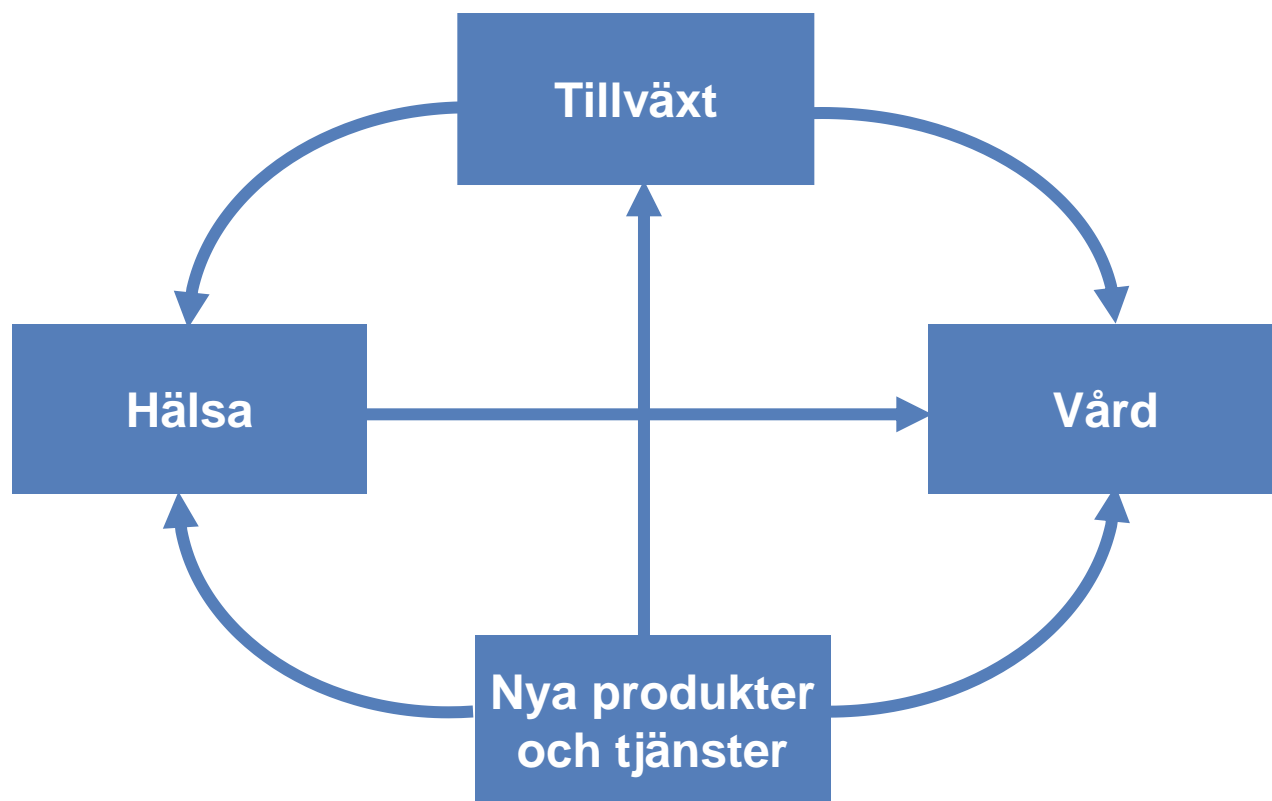 Tillväxt
Hälsa
Vård
Nya produkter
och tjänster